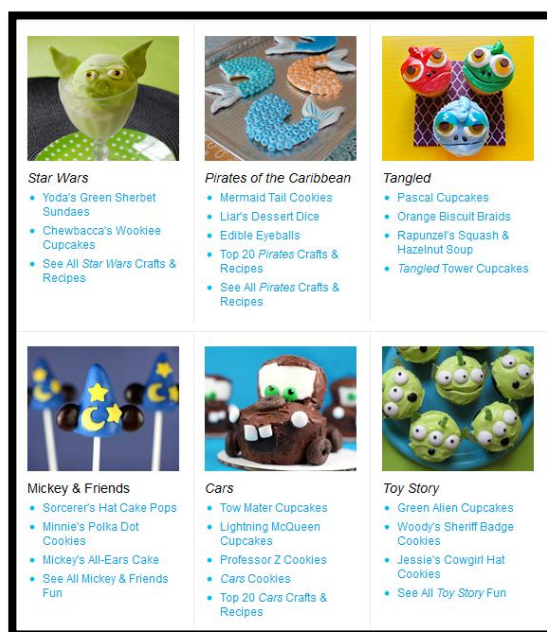 Star Wars
Yoda's Green Sherbet
Sundaes
Chewbacca's Wookiee
Cupcakes
See All Star Wars Crafts &
Recipes
Pirates of the Caribbean
Mermaid Tail Cookies
Liar's Dessert Dice
Edible Eyeballs
Top 20 Pirates Crafts &
Recipes
See All Pirates Crafts &
Recipes
Tangled
Pascal Cupcakes
Orange Biscuit Braids
Rapunzel's Squash &
Hazelnut Soup
Tangled Tower Cupcakes
Mickey & Friends
Sorcerer's Hat Cake Pops
Minnie's Polka Dot
Cookies
Mickey's All-Ears Cake
See All Mickey & Friends
Fun
Cars
Tow Mater Cupcakes
Lightning McQueen
Cupcakes
Professor Z Cookies
Cars Cookies
Top 20 Cars Crafts &
Recipes
Toy Story
Green Alien Cupcakes
Woody's Sheriff Badge
Cookies
Jessie's Cowgirl Hat
Cookies
See All Toy Story Fun